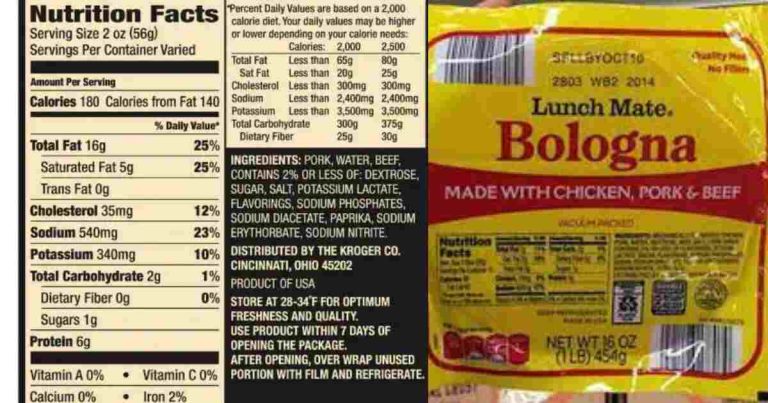 Nutrition Facts
Serving Size 2 oz (56g)
Servings Per Container Varied
Amount Per Serving
Calories 180 Calories from Fat 140
% Daily Value*
Total Fat 16g 25%
Saturated Fat 5g 25%
Trans Fat 0g
Cholesterol 35mg 12%
Sodium 540mg 23%
Potassium 340mg 10%
Total Carbohydrate 2g 1%
Dietary Fiber 0g 0%
Sugars 1g
Protein 6g
Vitamin A 0% • Vitamin C 0%
Calcium 0% • Iron 2%
*Percent Daily Values are based on a 2,000
calorie diet. Your daily values may be higher
or lower depending on your calorie needs:
Calories: 2,000 2,500
Total Fat Less than 65g 80g
Sat Fat Less than 20g 25g
Cholesterol Less than 300mg 300mg
Sodium Less than 2,400mg 2,400mg
Potassium Less than 3,500mg 3,500mg
Total Carbohydrate 300g 375g
Dietary Fiber 25g 30g
INGREDIENTS: PORK, WATER, BEEF,
CONTAINS 2% OR LESS OF: DEXTROSE,
SUGAR, SALT, POTASSIUM LACTATE,
FLAVORINGS, SODIUM PHOSPHATES,
SODIUM DIACETATE, PAPRIKA, SODIUM
ERYTHORBATE, SODIUM NITRITE.
DISTRIBUTED BY THE KROGER CO.
CINCINNATI, OHIO 45202
PRODUCT OF USA
STORE AT 28-34°F FOR OPTIMUM
FRESHNESS AND QUALITY.
USE PRODUCT WITHIN 7 DAYS OF
OPENING THE PACKAGE.
AFTER OPENING, OVER WRAP UNUSED
PORTION WITH FILM AND REFRIGERATE.
SELLBYOCT10
2803 WB2 2014
Quality
No
Lunch Mate®
Bologna
MADE WITH CHICKEN, PORK & BEEF
VACUUM PACKED
Nutrition
Facts
KEEP REFRIGERATED
NET WT 16 OZ
(1 LB) 454g